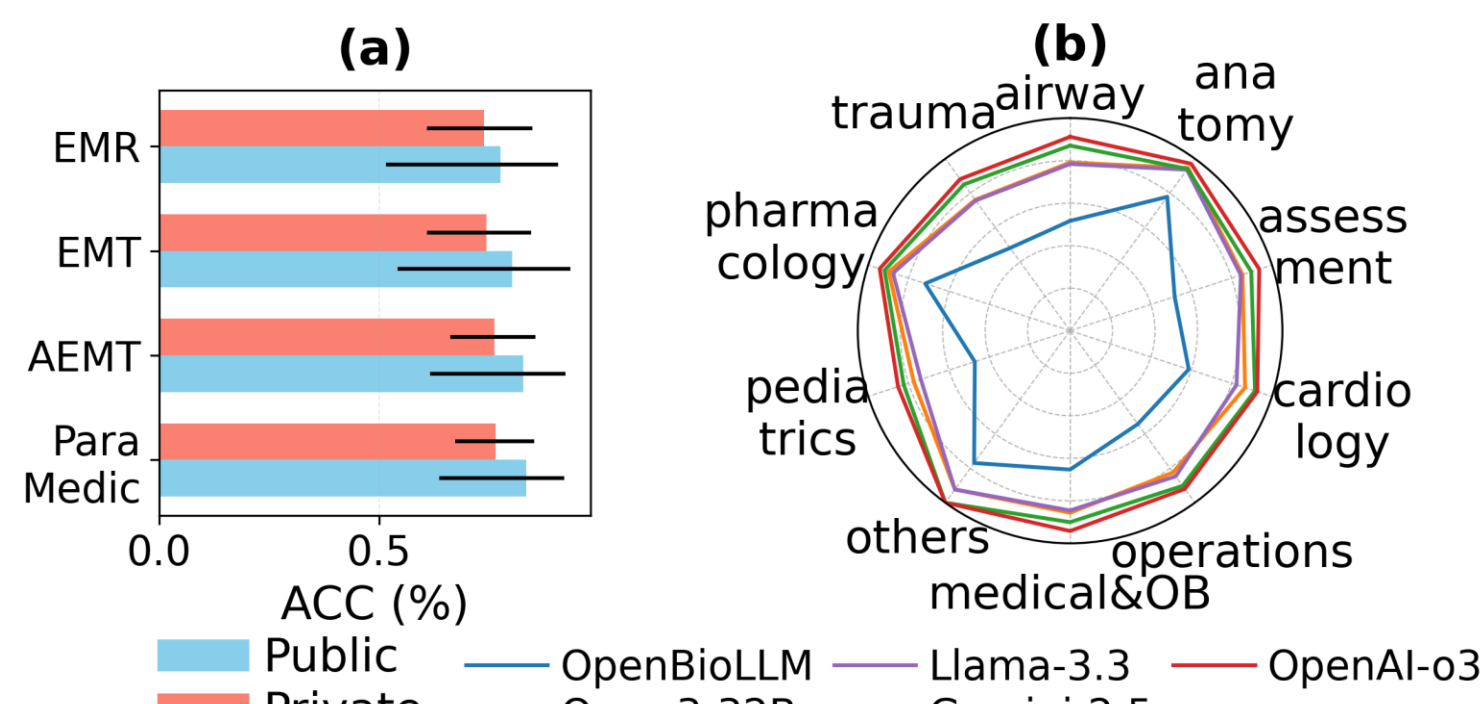 (a)
EMR
EMT
AEMT
Para
Medic
0.0 0.5
ACC (%)
(b)
airway
ana
tomy
trauma
assess
ment
pharma
cology
cardio
logy
pedia
trics
others
operations
medical&OB
Public
OpenBioLLM
Llama-3.3
OpenAI-o3
Private